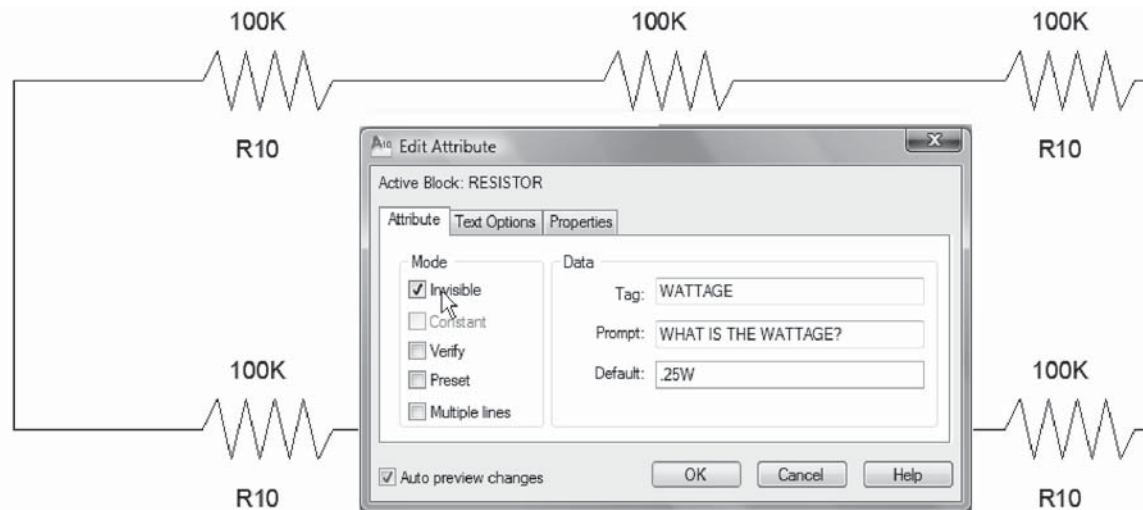 100K 100K 100K
R10 R10
A10 Edit Attribute X
Active Block: RESISTOR
Attribute Text Options Properties
Mode
Invisible
Constant
Verify
Preset
Multiple lines
Data
Tag: WATTAGE
Prompt: WHAT IS THE WATTAGE?
Default: .25W
100K 100K
Auto preview changes OK Cancel Help
R10 R10